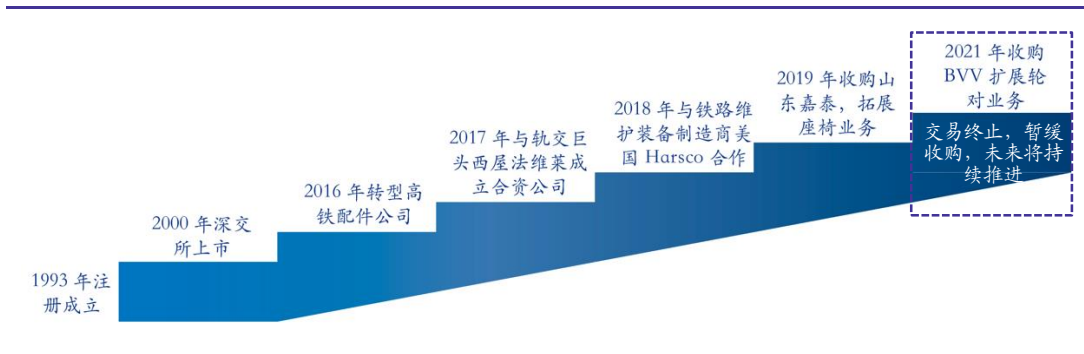 1993 年注
册成立
2000 年深交
所上市
2016 年转型高
铁配件公司
2017 年与轨交巨
头西屋法维莱成
立合资公司
2018 年与铁路维
护装备制造商美
国 Harsco 合作
2019 年收购山
东嘉泰，拓展
座椅业务
2021 年收购
BVV 扩展轮
对业务
交易终止，暂缓
收购，未来将持
续推进